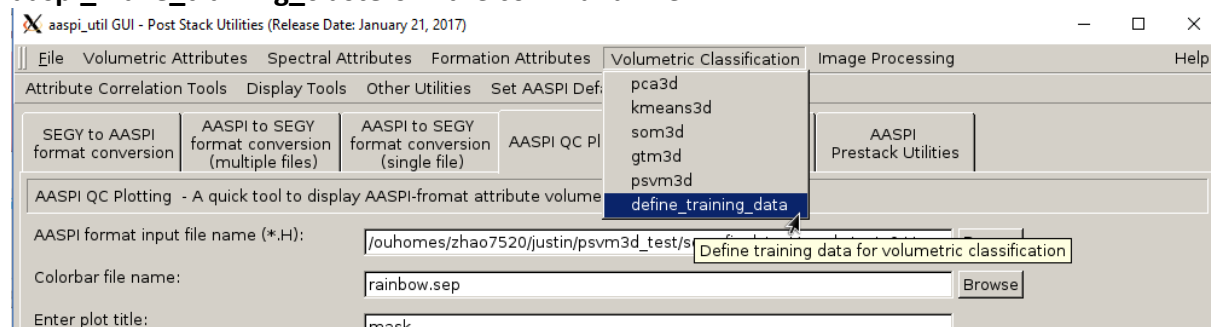 aaspi_util GUI - Post Stack Utilities (Release Date: January 21, 2017)
File Volumetric Attributes Spectral Attributes Formation Attributes Volumetric Classification Image Processing Help
Attribute Correlation Tools Display Tools Other Utilities Set AASPI
pca3d
kmeans3d
som3d
gtm3d
psvm3d
define_training_data
SEGY to AASPI
format conversion
AASPI to SEGY
format conversion
(multiple files)
AASPI to SEGY
format conversion
(single file)
AASPI QC Pl
AASPI
Prestack Utilities
AASPI QC Plotting - A quick tool to display AASPI-fromat attribute volume
AASPI format input file name (*.H):
/ouhomes/zhao7520/justin/psvm3d_test/
Define training data for volumetric classification
Colorbar file name:
rainbow.sep
Browse
Enter plot title:
mask